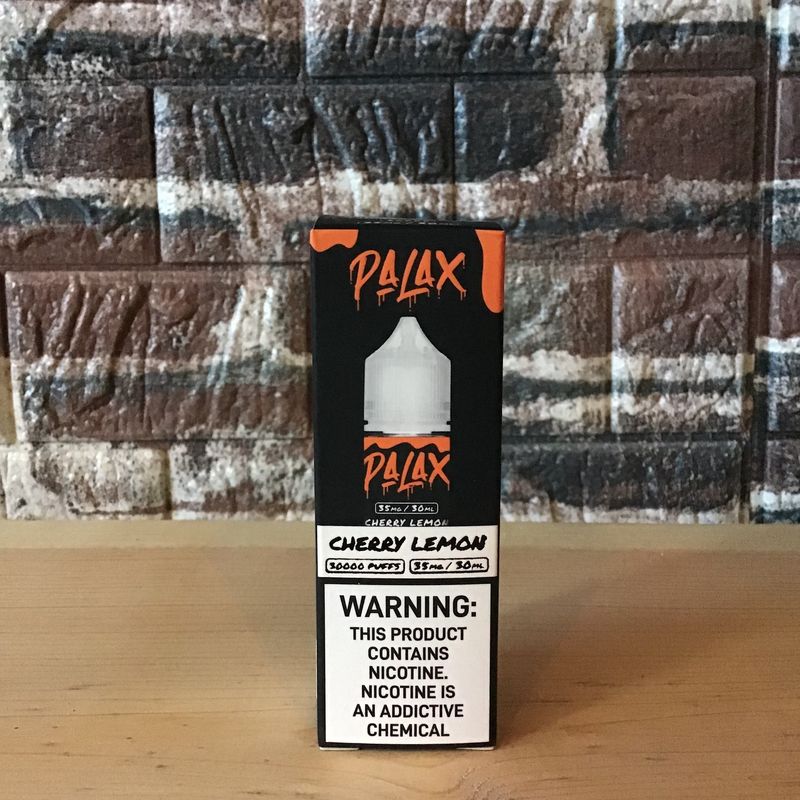 PALAX
PALAX
35MG / 30ML
CHERRY LEMON
CHERRY LEMON
30000 PUFFS 35MG / 30ML
WARNING:
THIS PRODUCT
CONTAINS
NICOTINE.
NICOTINE IS
AN ADDICTIVE
CHEMICAL